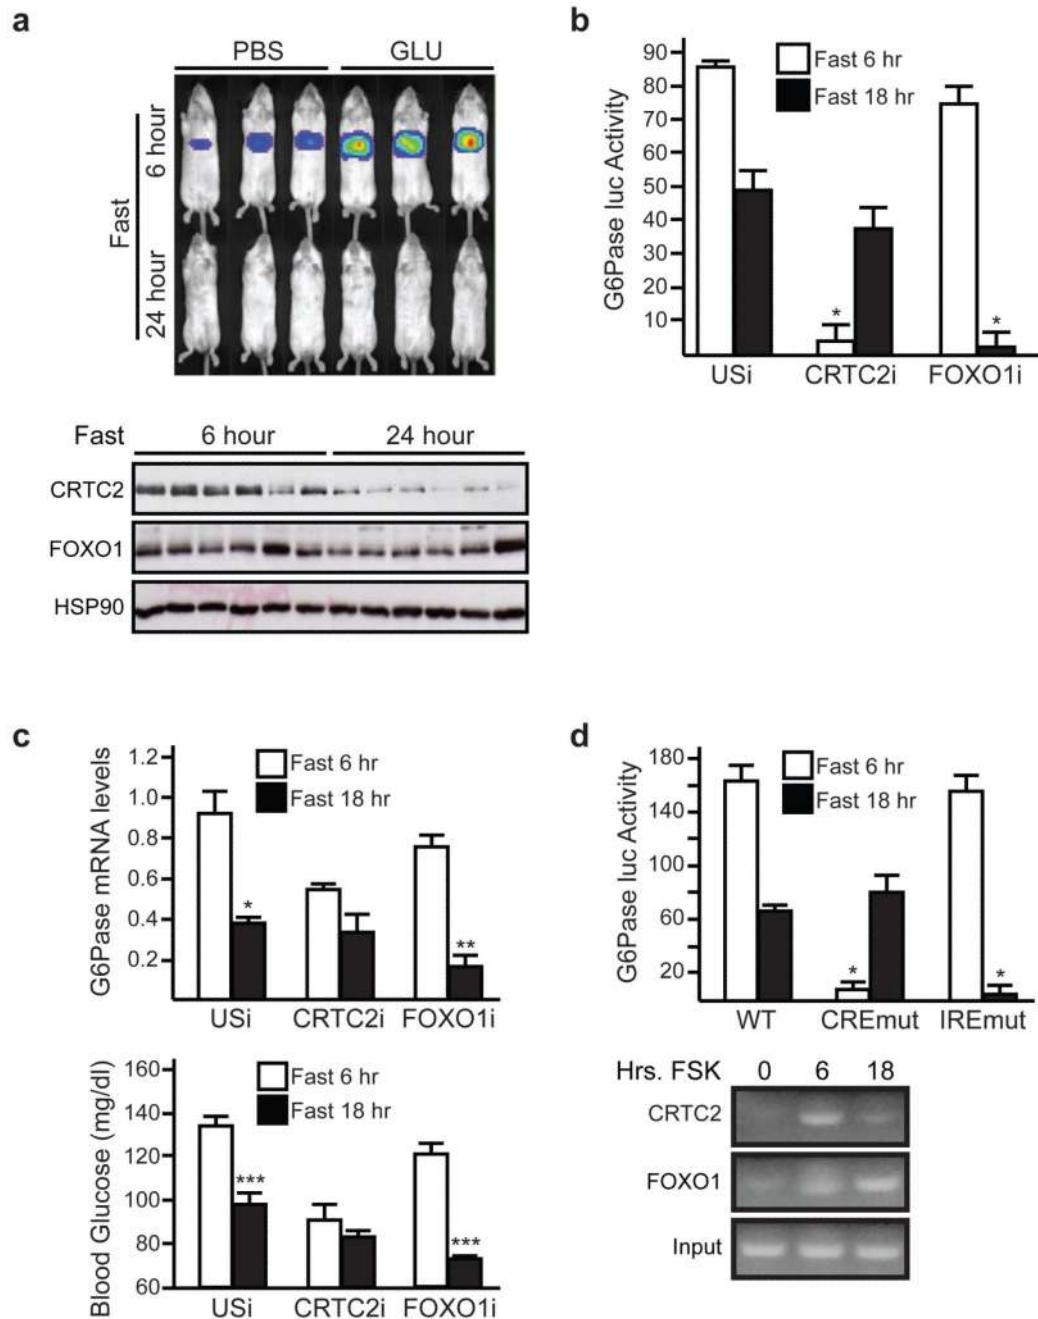 a
PBS GLU
Fast
6 hour
24 hour
Fast 6 hour 24 hour
CRTC2
FOXO1
HSP90
b
G6Pase luc Activity
90
80
70
60
50
40
30
20
10
Fast 6 hr
Fast 18 hr
*
*
USi CRTC2i FOXO1i
c
G6Pase mRNA levels
1.2
1.0
0.8
0.6
0.4
0.2
Fast 6 hr
Fast 18 hr
*
**
USi CRTC2i FOXO1i
Blood Glucose (mg/dl)
160
140
120
100
80
60
Fast 6 hr
Fast 18 hr
***
***
USi CRTC2i FOXO1i
d
G6Pase luc Activity
180
140
100
60
20
Fast 6 hr
Fast 18 hr
*
*
WT CREmut IREmut
Hrs. FSK 0 6 18
CRTC2
FOXO1
Input